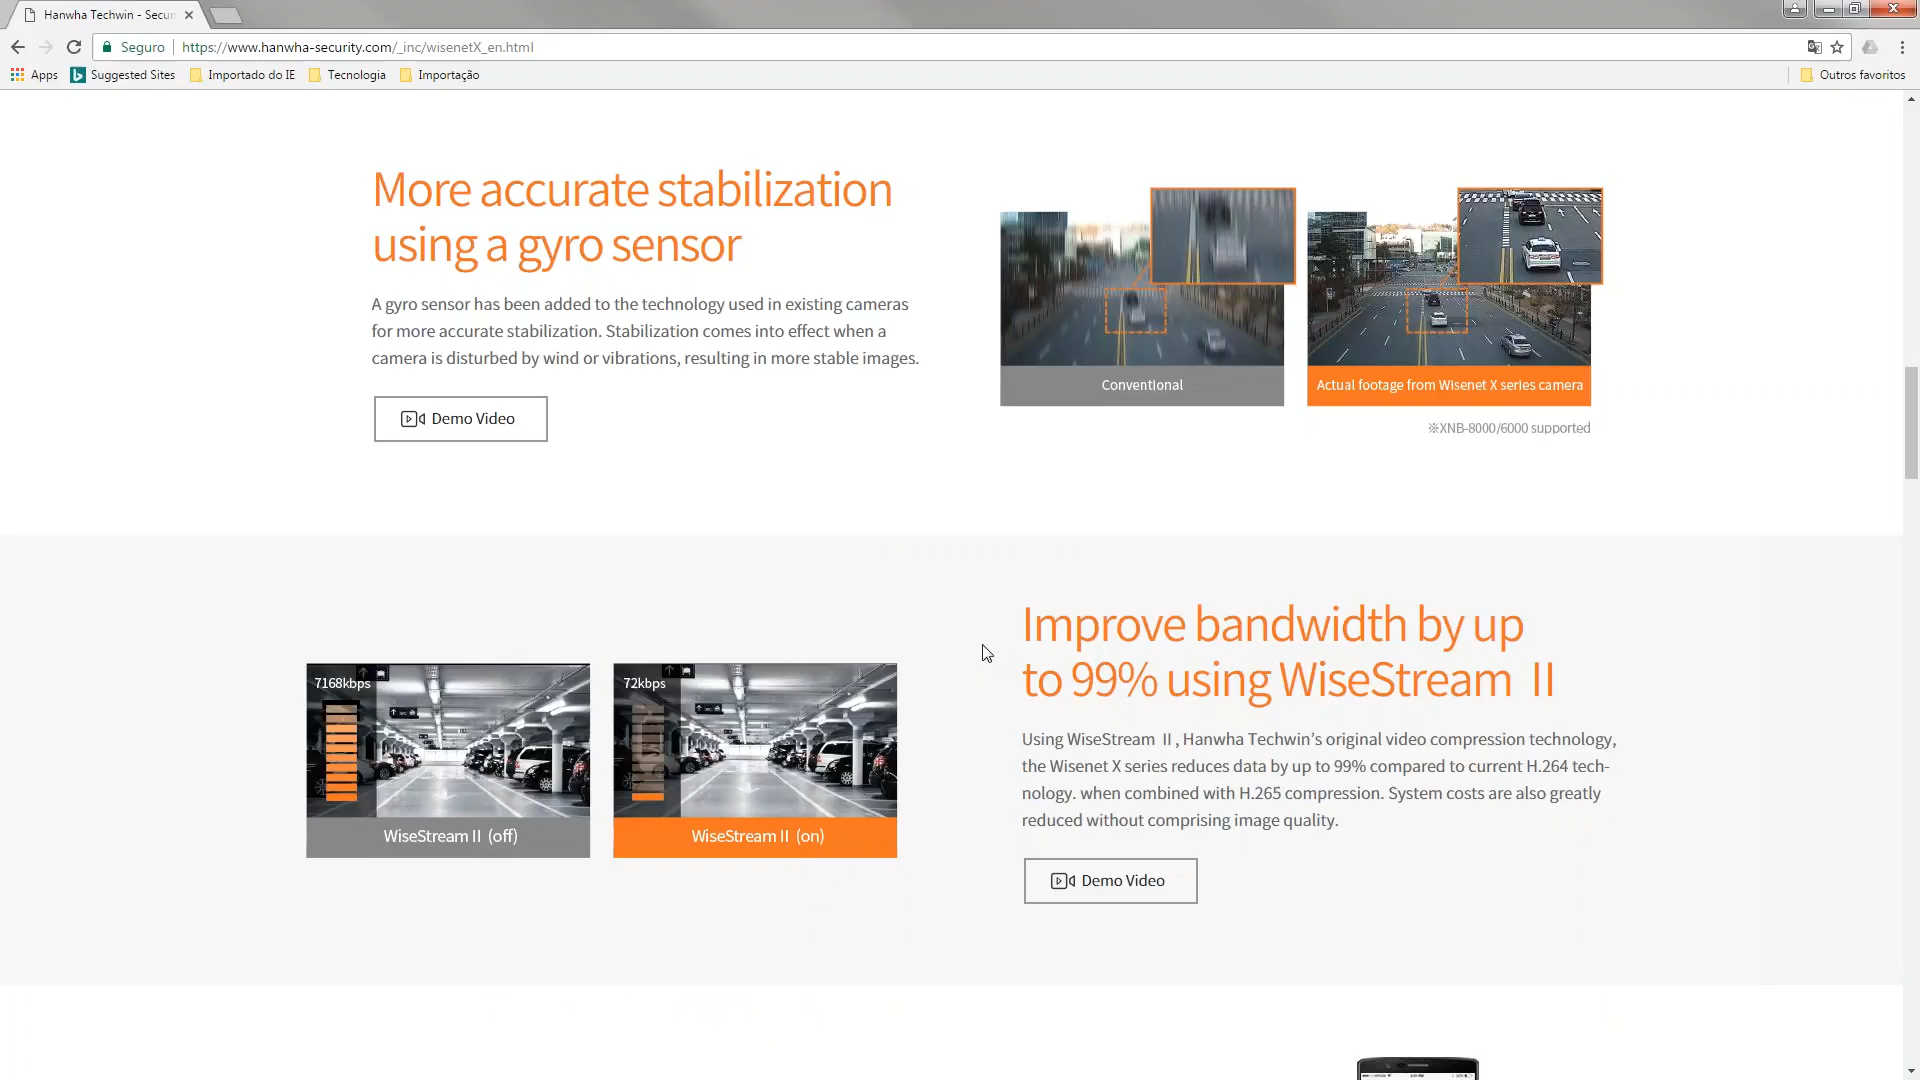 Hanwha Techwin - Secur
Seguro
https://www.hanwha-security.com/_inc/wisenetX_en.html
Apps
Suggested Sites
Importado do IE
Tecnologia
Importação
Outros favoritos
More accurate stabilization
using a gyro sensor
A gyro sensor has been added to the technology used in existing cameras
for more accurate stabilization. Stabilization comes into effect when a
camera is disturbed by wind or vibrations, resulting in more stable images.
Demo Video
Conventional
Actual footage from Wisenet X series camera
※XNB-8000/6000 supported
7168kbps
WiseStream II (off)
72kbps
WiseStream II (on)
Improve bandwidth by up
to 99% using WiseStream II
Using WiseStream II, Hanwha Techwin’s original video compression technology,
the Wisenet X series reduces data by up to 99% compared to current H.264 tech-
nology. when combined with H.265 compression. System costs are also greatly
reduced without comprising image quality.
Demo Video